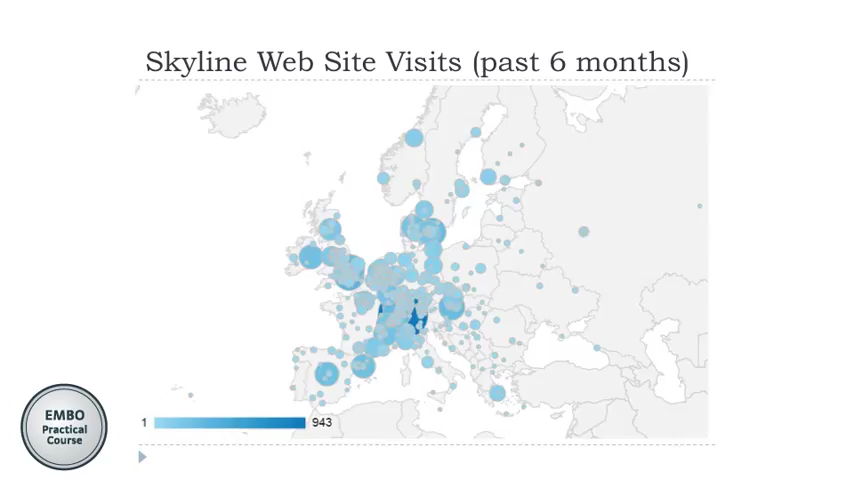 Skyline Web Site Visits (past 6 months)
1
943
EMBO
Practical
Course